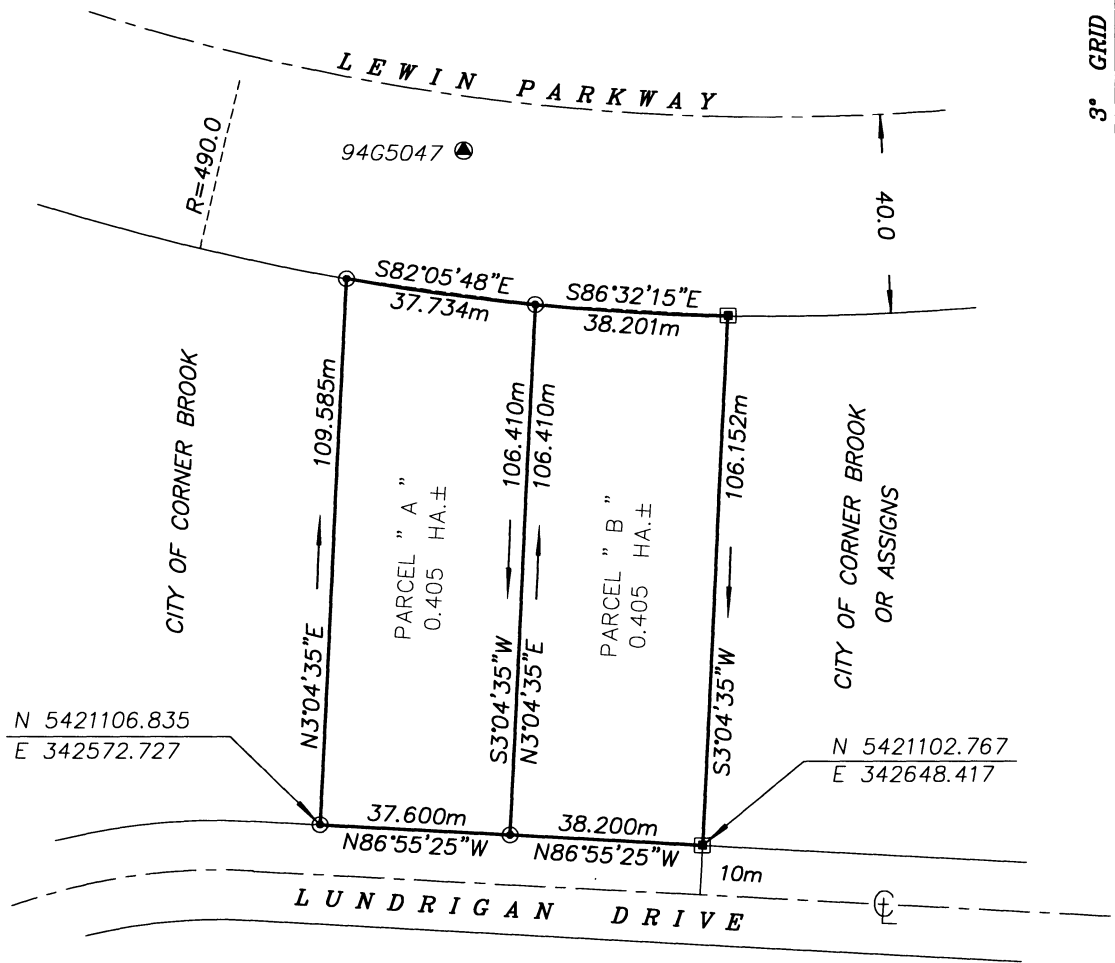 3° GRID
LEWIN PARKWAY
94G5047
R=490.0
40.0
S82°05'48"E
37.734m
S86°32'15"E
38.201m
109.585m
N3°04'35"E
106.410m
S3°04'35"W
106.410m
N3°04'35"E
106.152m
S3°04'35"W
CITY OF CORNER BROOK
PARCEL " A "
0.405 HA.±
PARCEL " B "
0.405 HA.±
CITY OF CORNER BROOK
OR ASSIGNS
N 5421106.835
E 342572.727
N 5421102.767
E 342648.417
37.600m
N86°55'25"W
38.200m
N86°55'25"W
10m
LUNDRIGAN DRIVE
CL